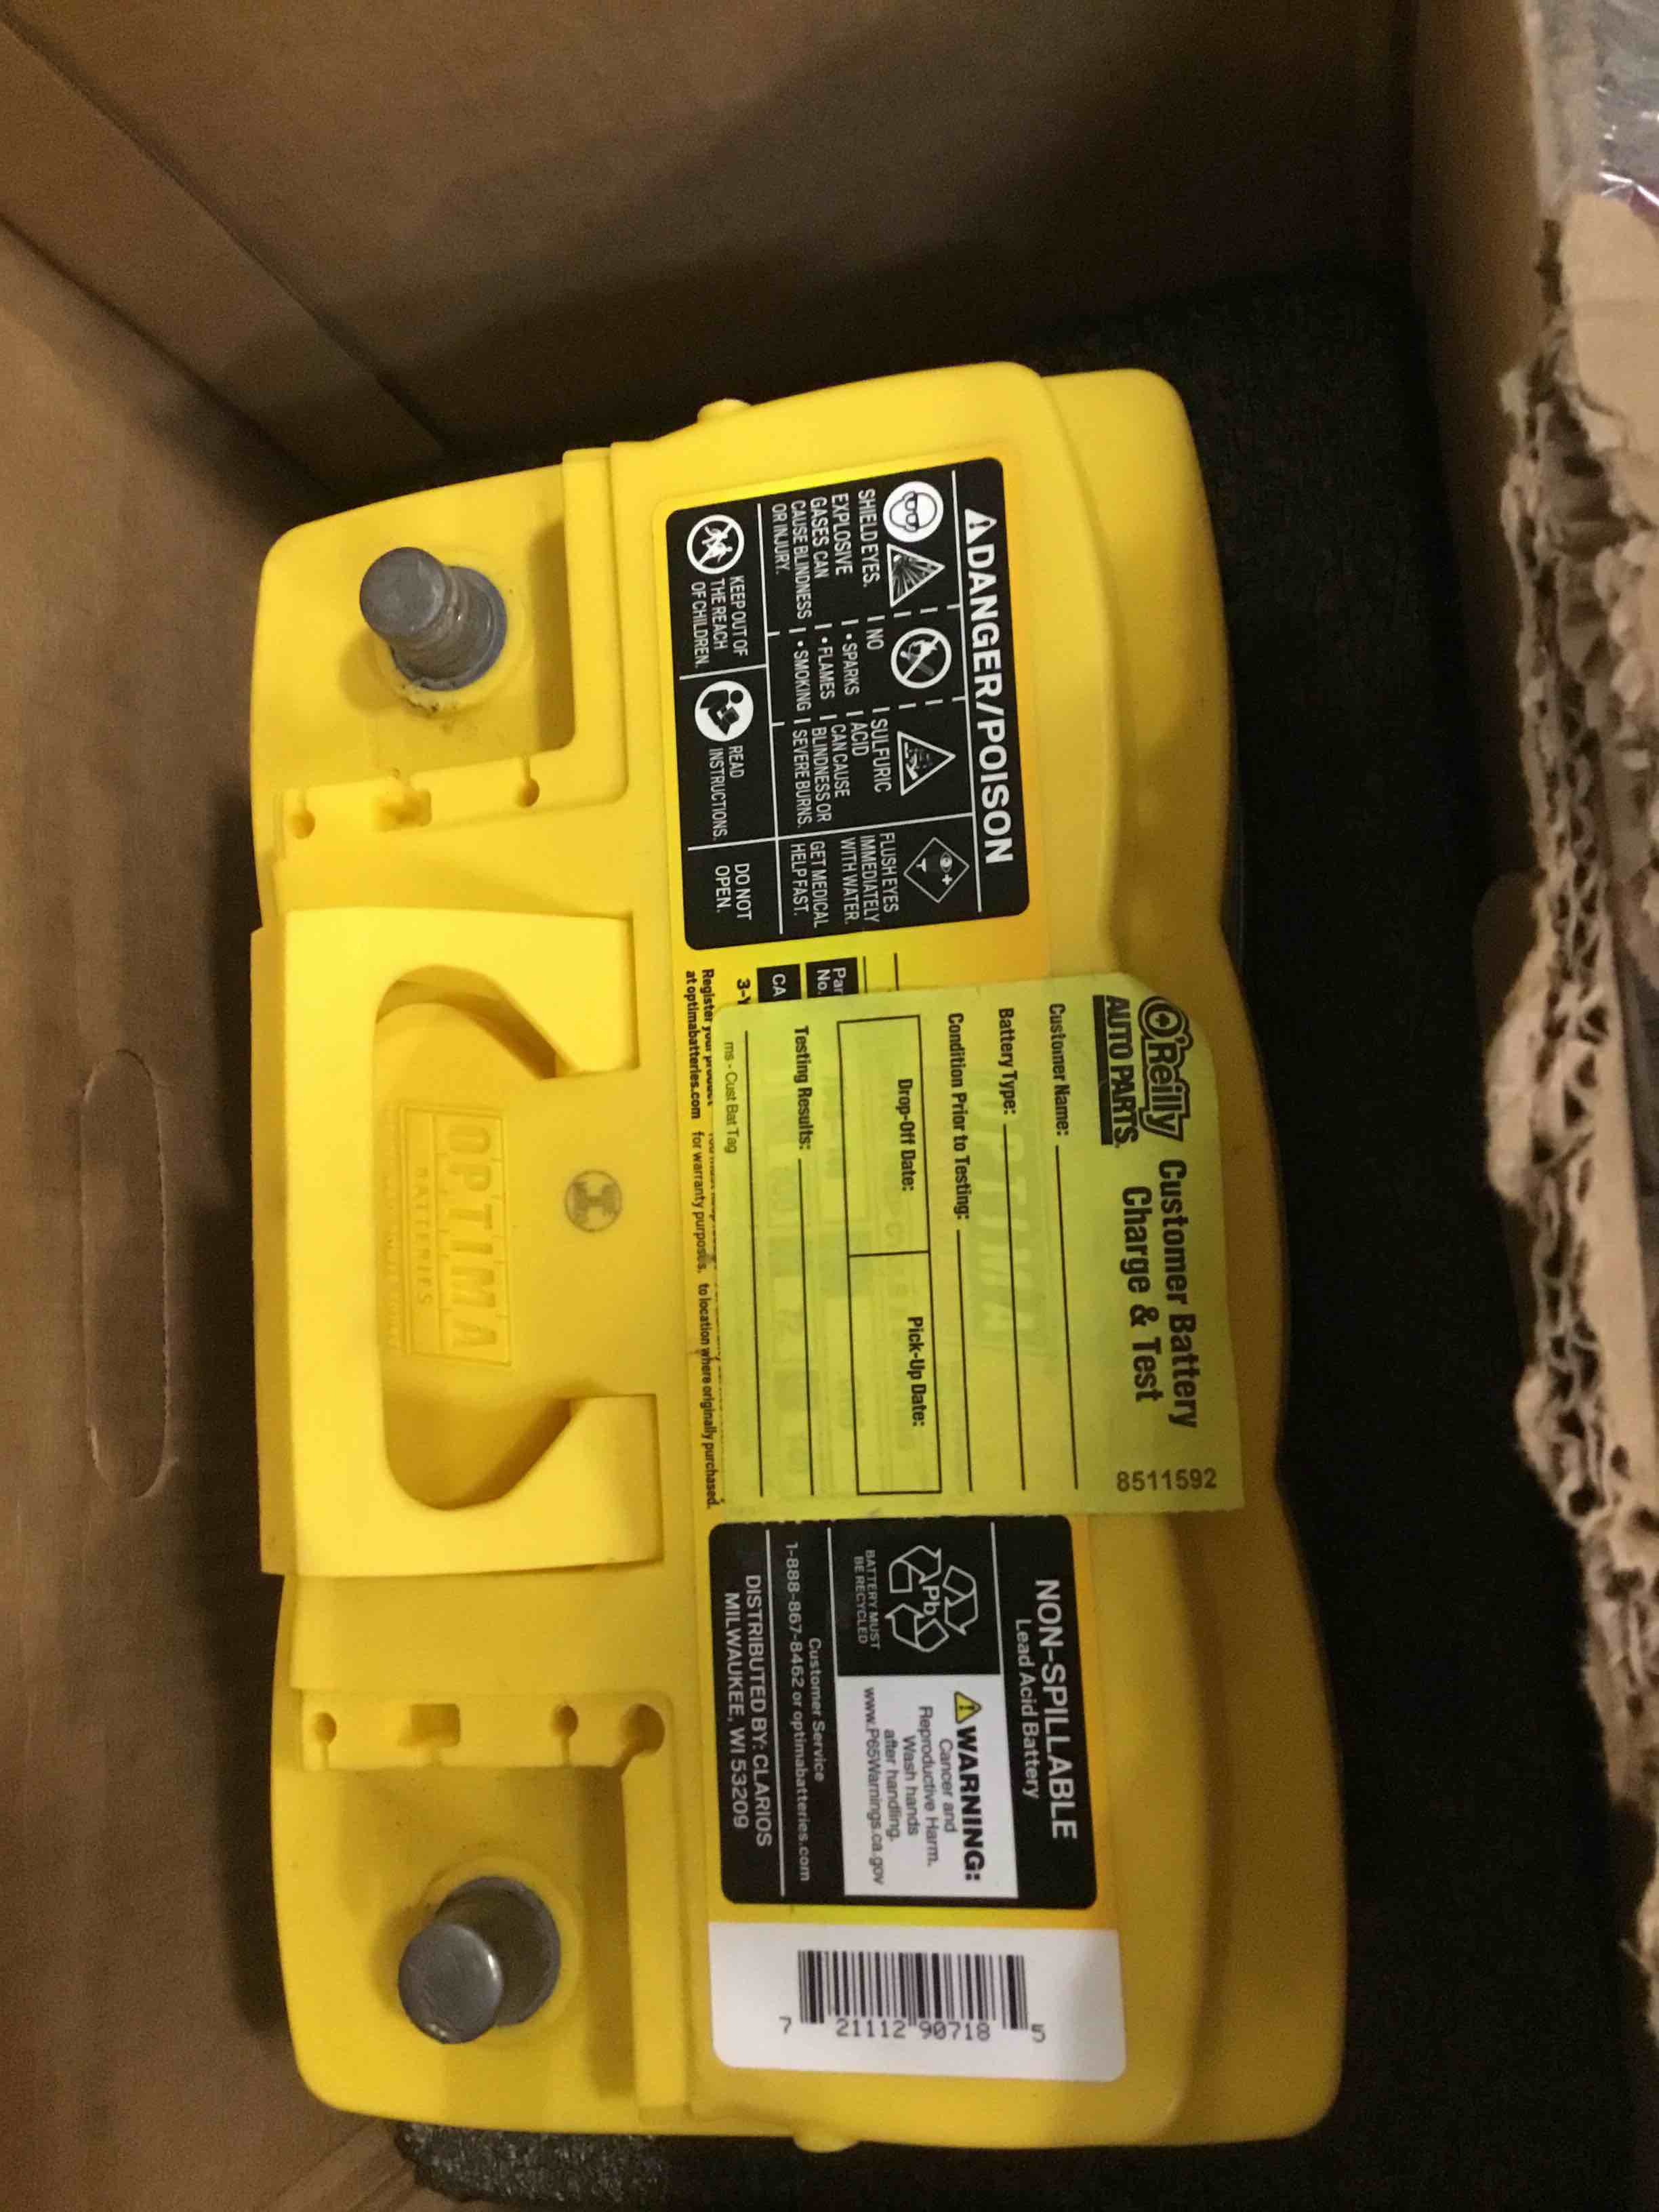 DANGER/POISON
SHIELD EYES.
EXPLOSIVE
GASES CAN
CAUSE BLINDNESS
OR INJURY.
NO
• SPARKS
• FLAMES
• SMOKING
SULFURIC
ACID
CAN CAUSE
BLINDNESS OR
SEVERE BURNS.
FLUSH EYES
IMMEDIATELY
WITH WATER.
GET MEDICAL
HELP FAST.
KEEP OUT OF
THE REACH
OF CHILDREN.
READ
INSTRUCTIONS.
DO NOT
OPEN.
O'Reilly
AUTO PARTS
Customer Battery
Charge & Test
8511592
Customer Name:
Battery Type:
Condition Prior to Testing:
Drop-Off Date:
Pick-Up Date:
Testing Results:
ms - Cust Bat Tag
No.
CA
Register your product
at optimabatteries.com
for warranty purposes.
to location where originally purchased.
NON-SPILLABLE
Lead Acid Battery
Pb
BATTERY MUST
BE RECYCLED
WARNING:
Cancer and
Reproductive Harm.
Wash hands
after handling.
www.P65Warnings.ca.gov
Customer Service
1-888-867-8462 or optimabatteries.com
DISTRIBUTED BY: CLARIOS
MILWAUKEE, WI 53209
7 21112 90718 5
OPTIMA
BATTERIES